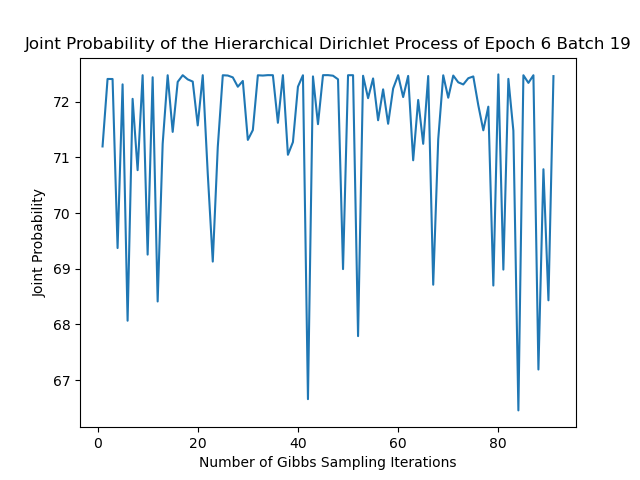 Joint Probability of the Hierarchical Dirichlet Process of Epoch 6 Batch 19
72
71
70
69
68
67
Joint Probability
0 20 40 60 80
Number of Gibbs Sampling Iterations